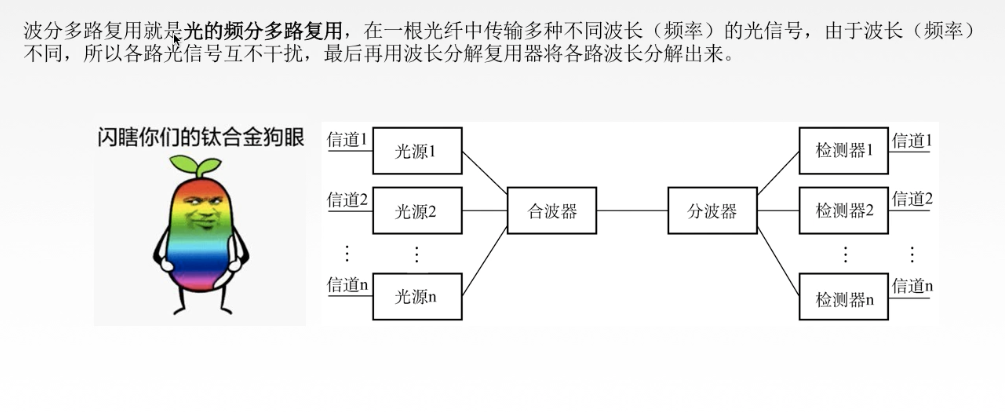 波分多路复用就是光的频分多路复用，在一根光纤中传输多种不同波长（频率）的光信号，由于波长（频率）
不同，所以各路光信号互不干扰，最后再用波长分解复用器将各路波长分解出来。
闪瞎你们的钛合金狗眼
信道1
光源1
检测器1
信道1
信道2
光源2
合波器
分波器
检测器2
信道2
⋮
⋮
⋮
⋮
信道n
光源n
检测器n
信道n